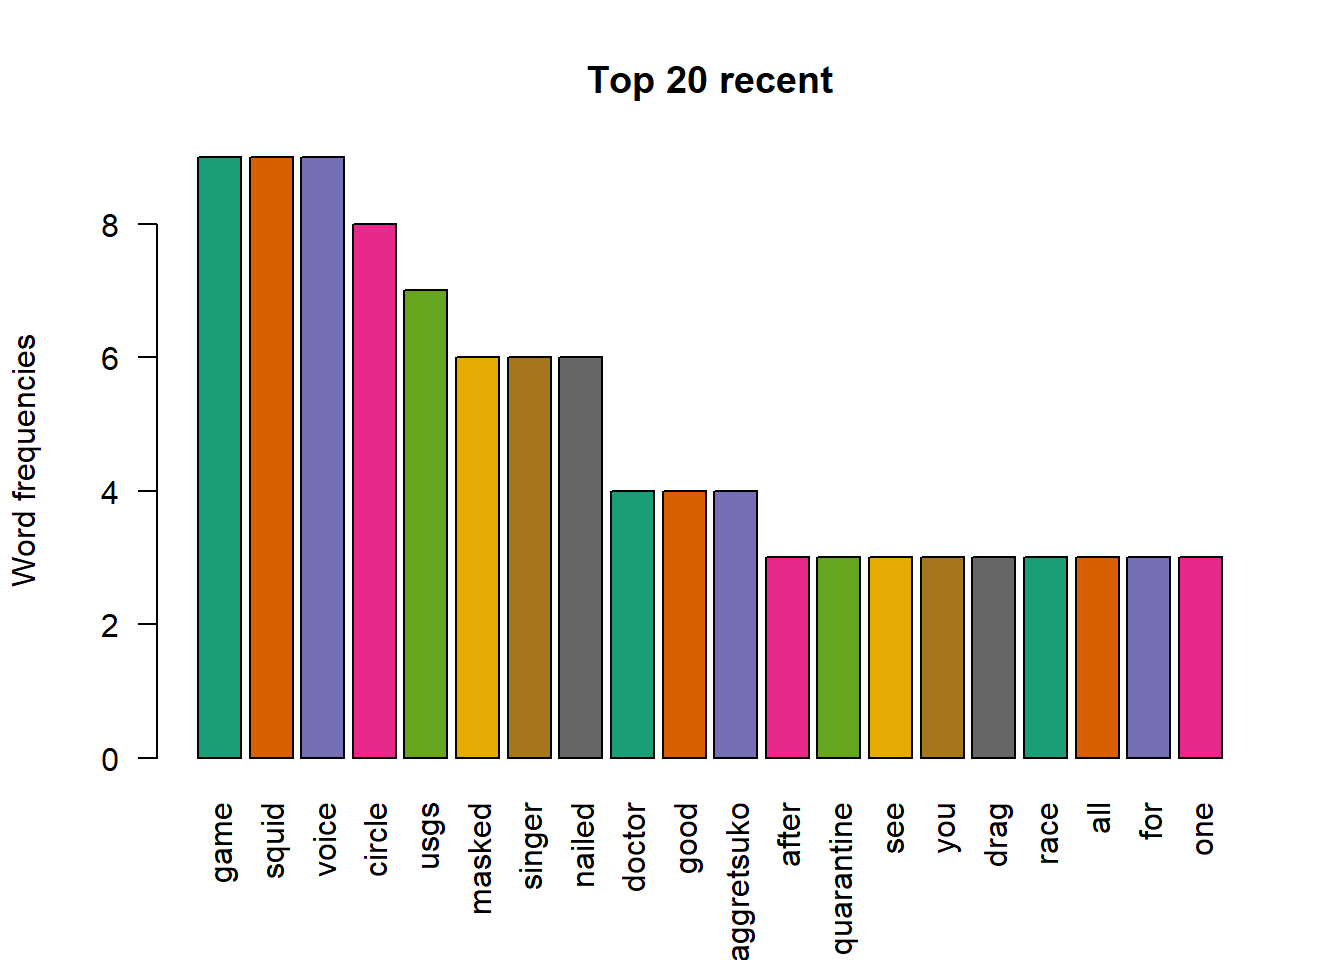 Top 20 recent
Word frequencies
8
6
4
2
0
game
squid
voice
circle
usgs
masked
singer
nailed
doctor
good
aggretsuko
after
quarantine
see
you
drag
race
all
for
one